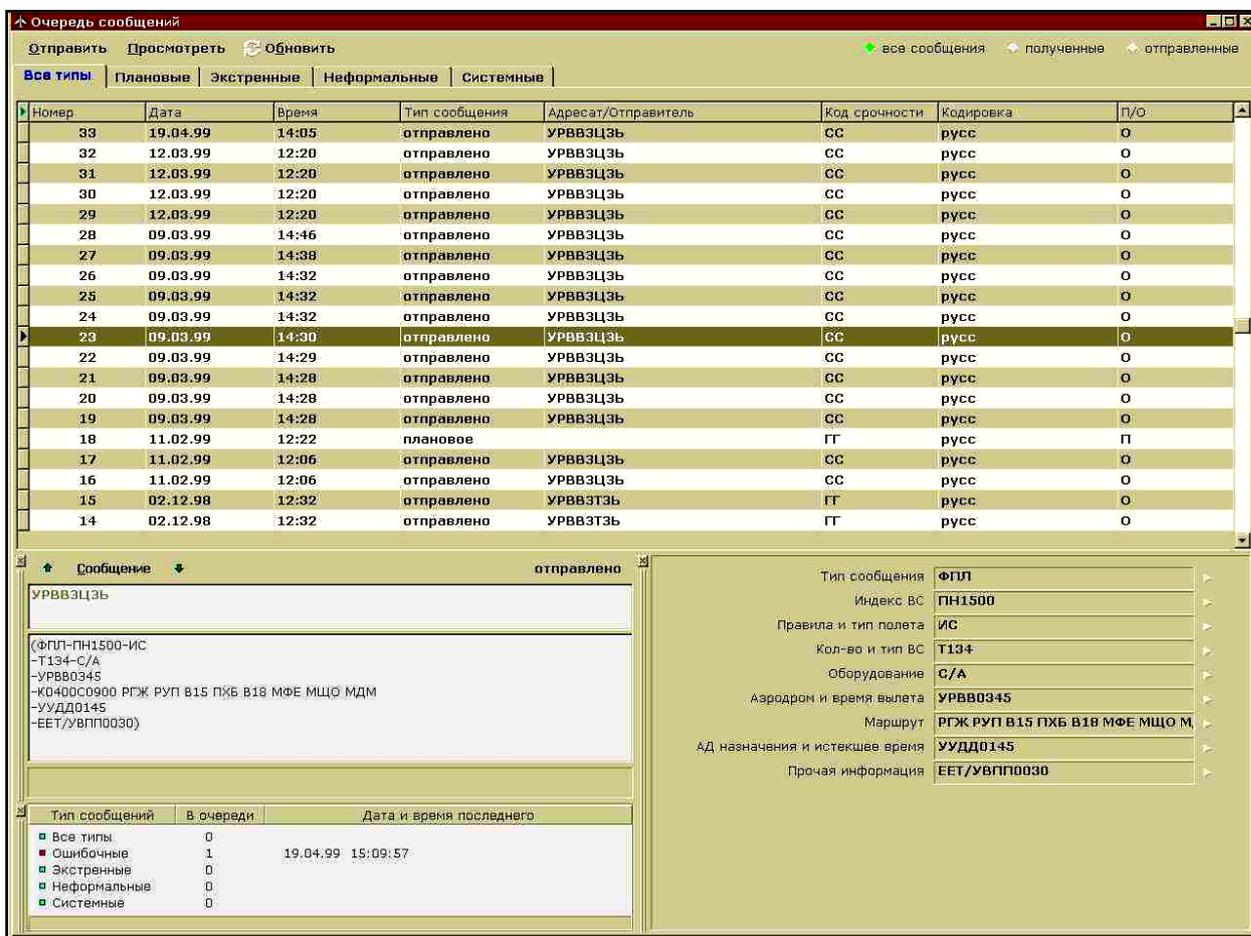 Очередь сообщений
Отправить Просмотреть Обновить все сообщения полученные отправленные
Все типы Плановые Экстренные Неформальные Системные
Номер Дата Время Тип сообщения Адресат/Отправитель Код срочности Кодировка П/О
33 19.04.99 14:05 отправлено УРВВЗЦЗЬ СС русс О
32 12.03.99 12:20 отправлено УРВВЗЦЗЬ СС русс О
31 12.03.99 12:20 отправлено УРВВЗЦЗЬ СС русс О
30 12.03.99 12:20 отправлено УРВВЗЦЗЬ СС русс О
29 12.03.99 12:20 отправлено УРВВЗЦЗЬ СС русс О
28 09.03.99 14:46 отправлено УРВВЗЦЗЬ СС русс О
27 09.03.99 14:38 отправлено УРВВЗЦЗЬ СС русс О
26 09.03.99 14:32 отправлено УРВВЗЦЗЬ СС русс О
25 09.03.99 14:32 отправлено УРВВЗЦЗЬ СС русс О
24 09.03.99 14:32 отправлено УРВВЗЦЗЬ СС русс О
23 09.03.99 14:30 отправлено УРВВЗЦЗЬ СС русс О
22 09.03.99 14:29 отправлено УРВВЗЦЗЬ СС русс О
21 09.03.99 14:28 отправлено УРВВЗЦЗЬ СС русс О
20 09.03.99 14:28 отправлено УРВВЗЦЗЬ СС русс О
19 09.03.99 14:28 отправлено УРВВЗЦЗЬ СС русс О
18 11.02.99 12:22 плановое ГГ русс П
17 11.02.99 12:06 отправлено УРВВЗЦЗЬ СС русс О
16 11.02.99 12:06 отправлено УРВВЗЦЗЬ СС русс О
15 02.12.98 12:32 отправлено УРВВЗТЗЬ ГГ русс О
14 02.12.98 12:32 отправлено УРВВЗТЗЬ ГГ русс О
Сообщение отправлено
УРВВЗЦЗЬ
(ФПЛ-ПН1500-ИС
-Т134-С/А
-УРВВ0345
-К0400С0900 РГЖ РУП В15 ПХБ В18 МФЕ МЩО МДМ
-УУДД0145
-ЕЕТ/УВПП0030)
Тип сообщений В очереди Дата и время последнего
Все типы 0
Ошибочные 1 19.04.99 15:09:57
Экстренные 0
Неформальные 0
Системные 0
Тип сообщения ФПЛ
Индекс ВС ПН1500
Правила и тип полета ИС
Кол-во и тип ВС Т134
Оборудование С/А
Аэродром и время вылета УРВВ0345
Маршрут РГЖ РУП В15 ПХБ В18 МФЕ МЩО М
АД назначения и истекшее время УУДД0145
Прочая информация ЕЕТ/УВПП0030